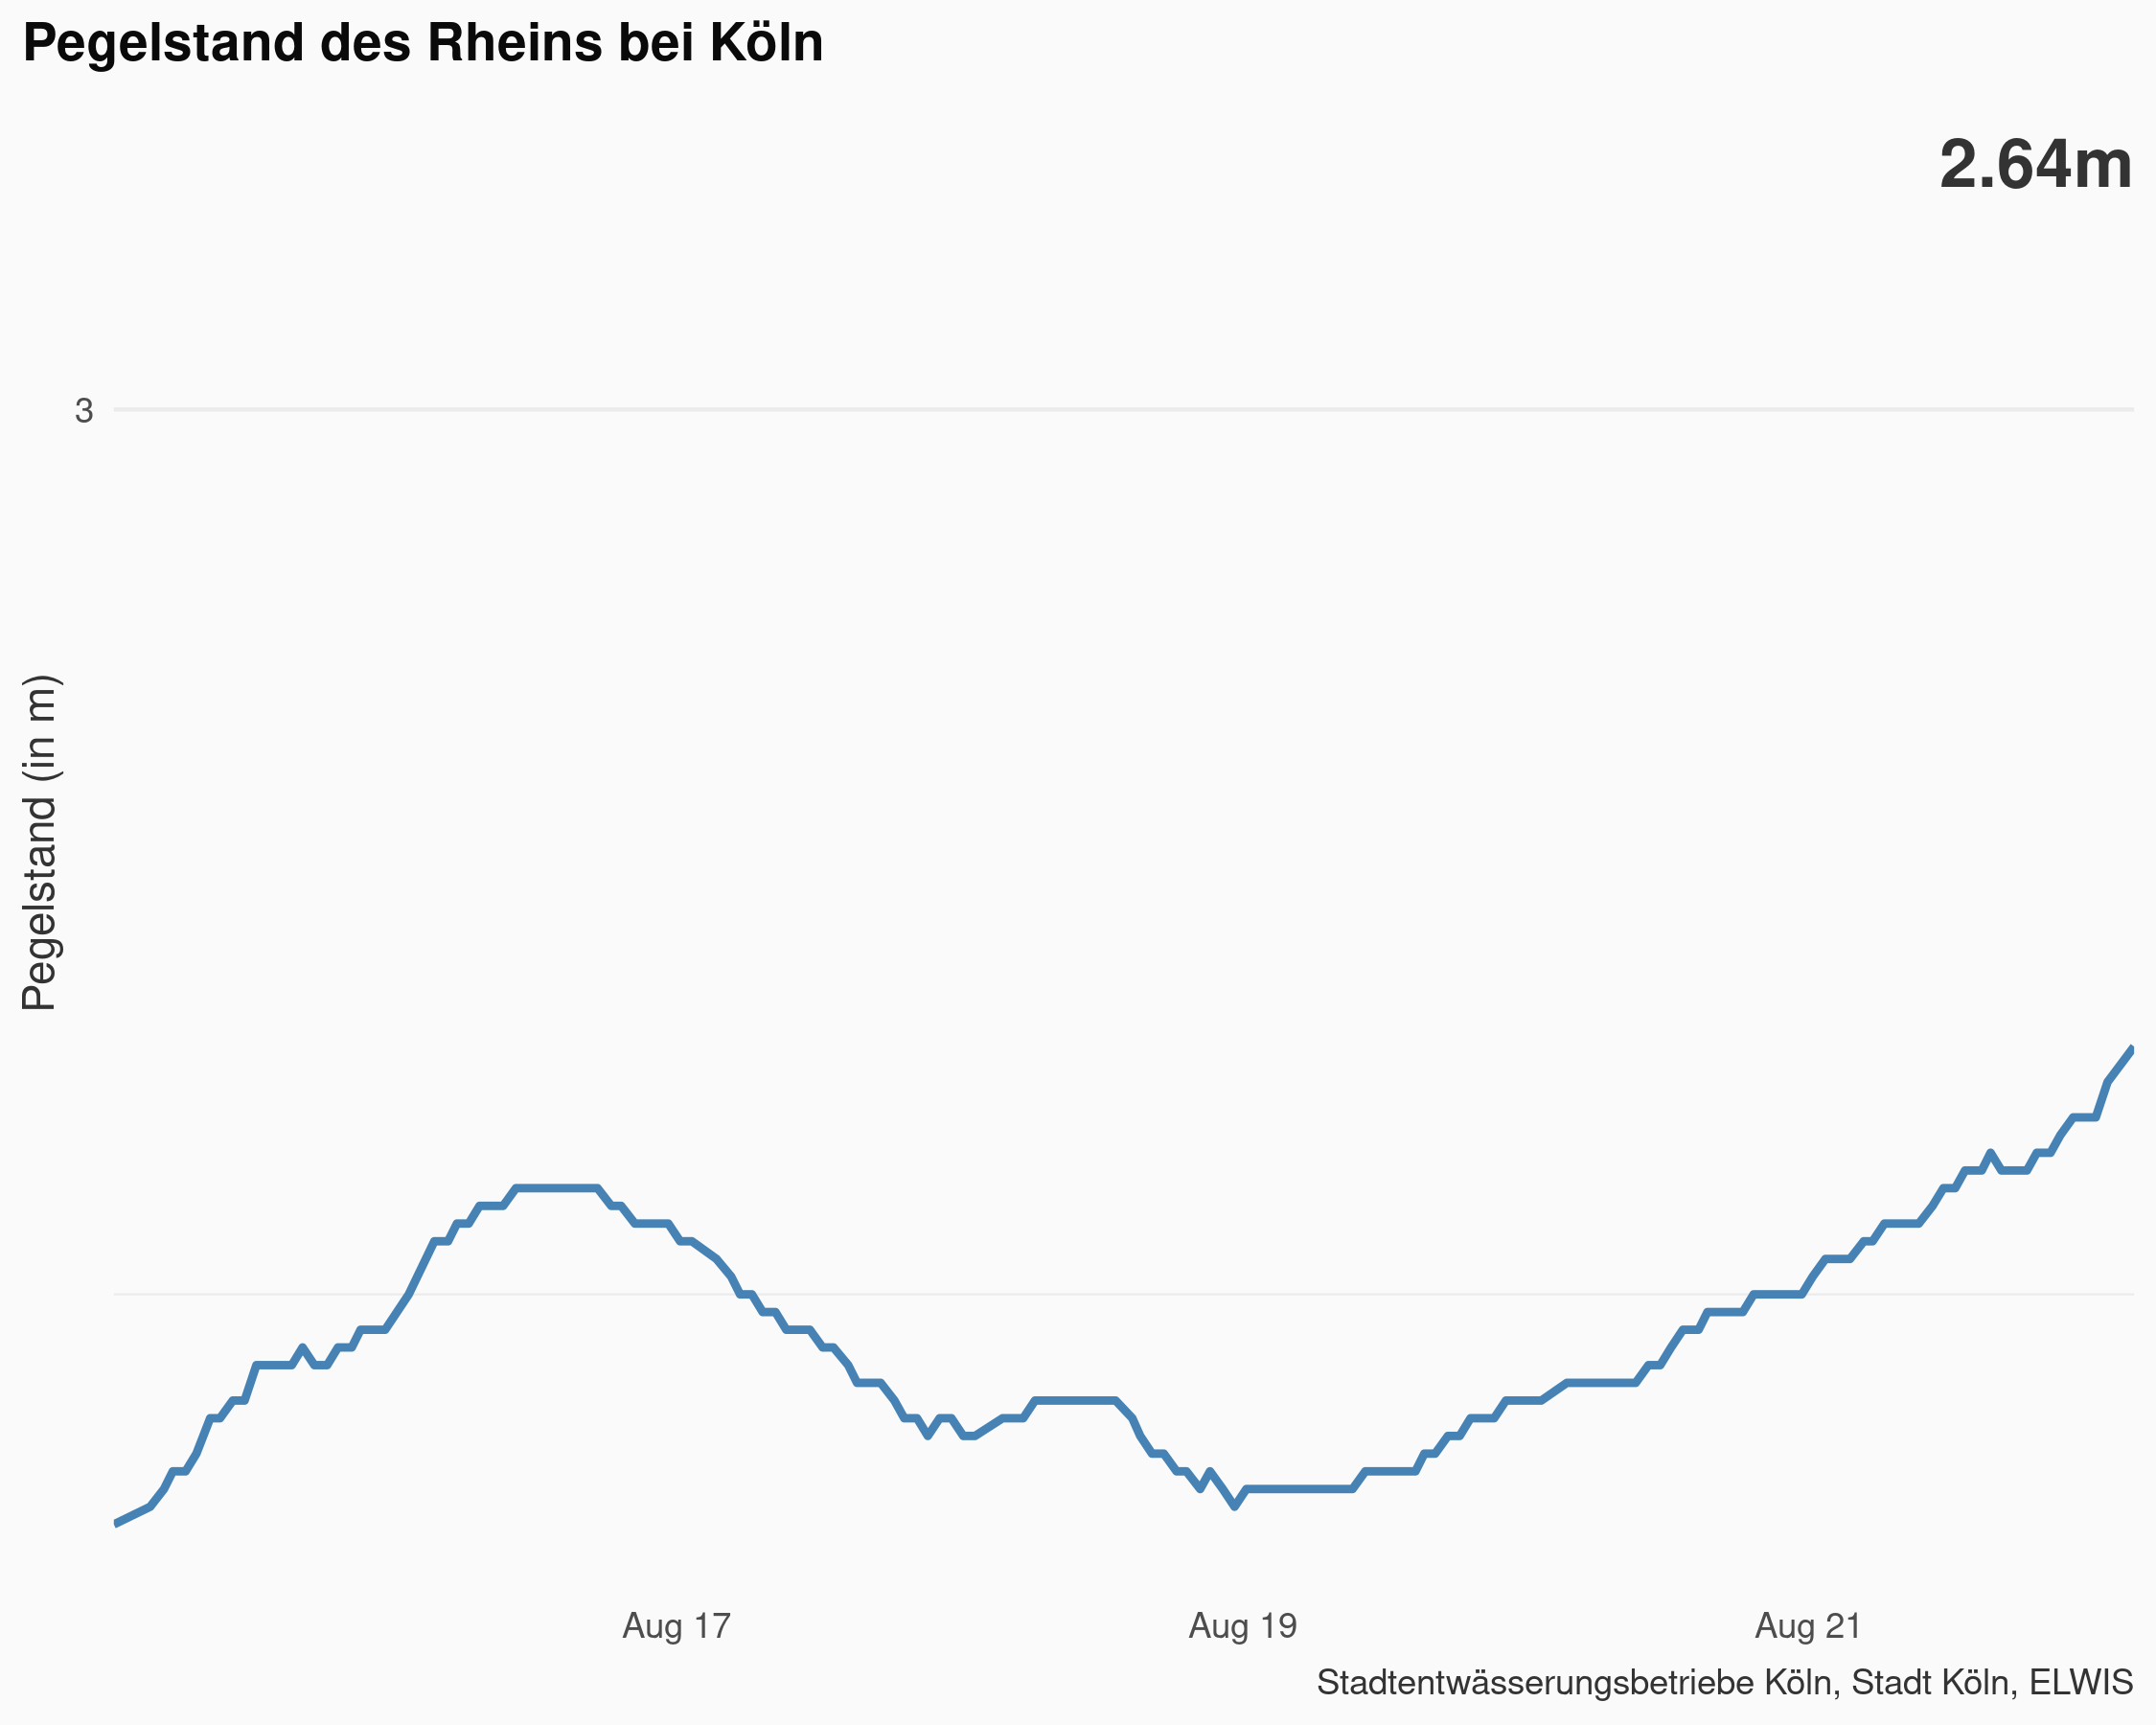 Pegelstand des Rheins bei Köln
2.64m
3
Pegelstand (in m)
Aug 17
Aug 19
Aug 21
Stadtentwässerungsbetriebe Köln, Stadt Köln, ELWIS